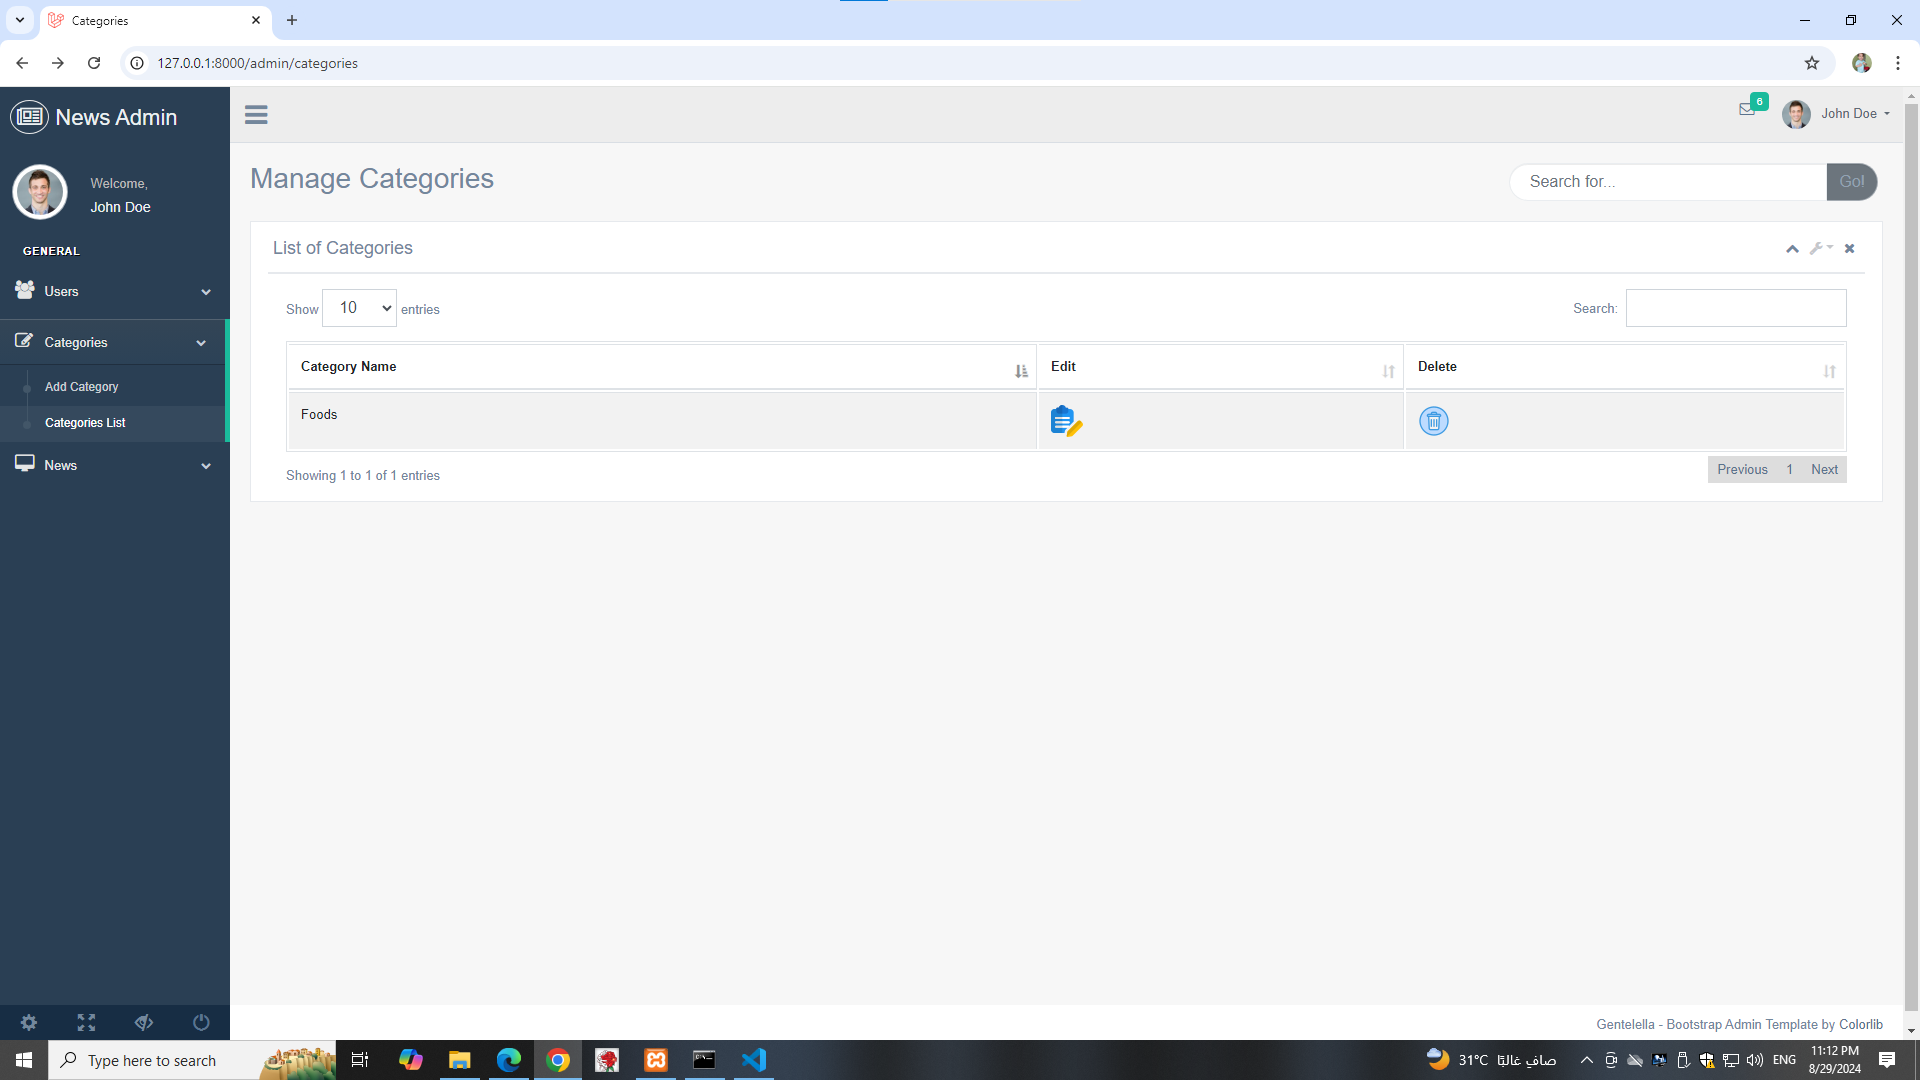 Categories
127.0.0.1:8000/admin/categories
News Admin
6
John Doe
Welcome,
John Doe
GENERAL
Users
Categories
Add Category
Categories List
News
Manage Categories
Search for...
Go!
List of Categories
Show 10 entries
Search:
Category Name Edit Delete
Foods
Showing 1 to 1 of 1 entries
Previous 1 Next
Gentelella - Bootstrap Admin Template by Colorlib
Type here to search
31°C صافٍ غالبًا
ENG
11:12 PM
8/29/2024